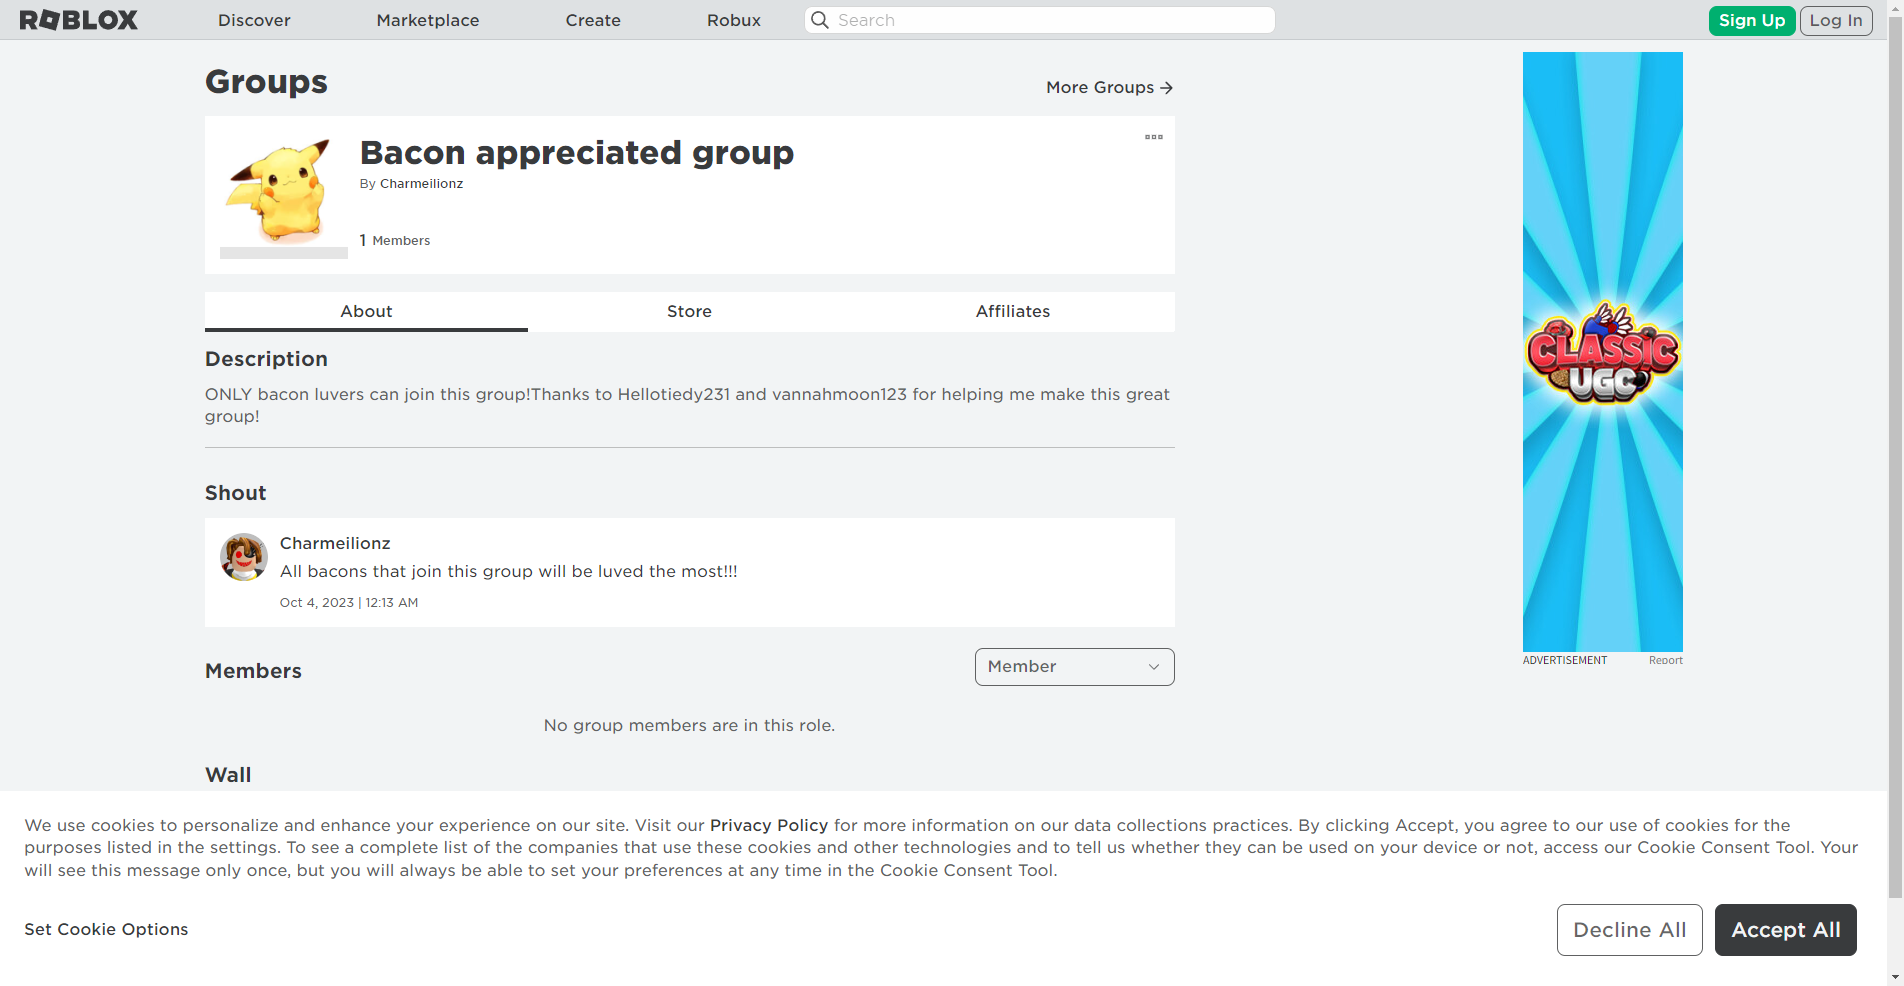 ROBLOX
Discover
Marketplace
Create
Robux
Search
Sign Up
Log In
Groups
More Groups
Bacon appreciated group
By Charmeilionz
1 Members
About
Store
Affiliates
Description
ONLY bacon luvers can join this group!Thanks to Hellotiedy231 and vannahmoon123 for helping me make this great
group!
Shout
Charmeilionz
All bacons that join this group will be luved the most!!!
Oct 4, 2023 | 12:13 AM
Members
Member
No group members are in this role.
Wall
CLASSIC
UGC
ADVERTISEMENT
Report
We use cookies to personalize and enhance your experience on our site. Visit our Privacy Policy for more information on our data collections practices. By clicking Accept, you agree to our use of cookies for the
purposes listed in the settings. To see a complete list of the companies that use these cookies and other technologies and to tell us whether they can be used on your device or not, access our Cookie Consent Tool. Your
will see this message only once, but you will always be able to set your preferences at any time in the Cookie Consent Tool.
Set Cookie Options
Decline All
Accept All